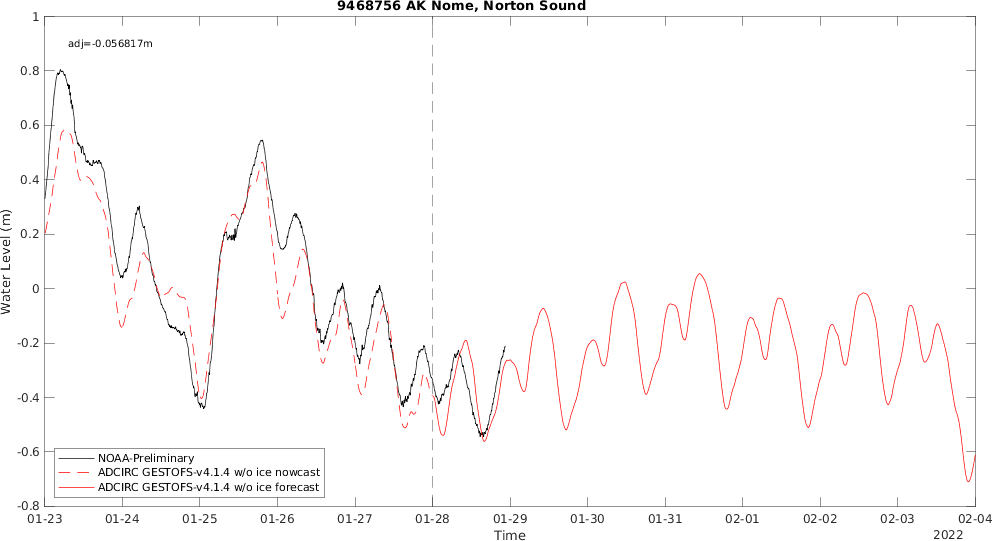 9468756 AK Nome, Norton Sound
adj=-0.056817m
Water Level (m)
1
0.8
0.6
0.4
0.2
0
-0.2
-0.4
-0.6
-0.8
NOAA-Preliminary
ADCIRC GESTOFS-v4.1.4 w/o ice nowcast
ADCIRC GESTOFS-v4.1.4 w/o ice forecast
01-23 01-24 01-25 01-26 01-27 01-28 01-29 01-30 01-31 02-01 02-02 02-03 02-04
Time
2022